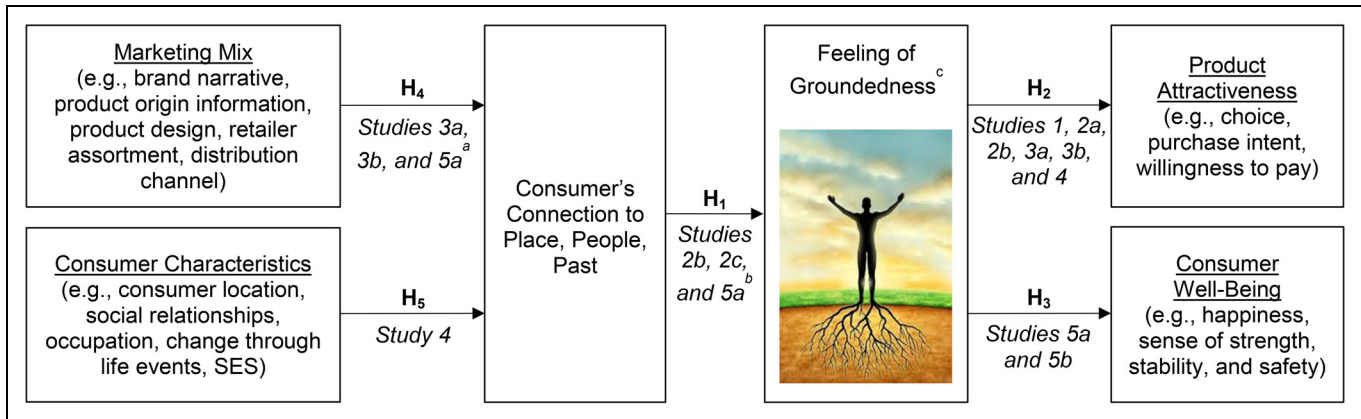 Marketing Mix
(e.g., brand narrative,
product origin information,
product design, retailer
assortment, distribution
channel)
H4
Studies 3a,
3b, and 5a^a
Consumer Characteristics
(e.g., consumer location,
social relationships,
occupation, change through
life events, SES)
H5
Study 4
Consumer's
Connection to
Place, People,
Past
H1
Studies
2b, 2c,
and 5a^b
Feeling of
Groundedness^c
H2
Studies 1, 2a,
2b, 3a, 3b,
and 4
Product
Attractiveness
(e.g., choice,
purchase intent,
willingness to pay)
H3
Studies 5a
and 5b
Consumer
Well-Being
(e.g., happiness,
sense of strength,
stability, and safety)